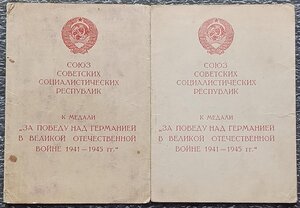 СОЮЗ
СОВЕТСКИХ
СОЦИАЛИСТИЧЕСКИХ
РЕСПУБЛИК
К МЕДАЛИ
"ЗА ПОБЕДУ НАД ГЕРМАНИЕЙ
В ВЕЛИКОЙ ОТЕЧЕСТВЕННОЙ
ВОЙНЕ 1941—1945 гг."
СОЮЗ
СОВЕТСКИХ
СОЦИАЛИСТИЧЕСКИХ
РЕСПУБЛИК
К МЕДАЛИ
"ЗА ПОБЕДУ НАД ГЕРМАНИЕЙ
В ВЕЛИКОЙ ОТЕЧЕСТВЕННОЙ
ВОЙНЕ 1941—1945 гг."